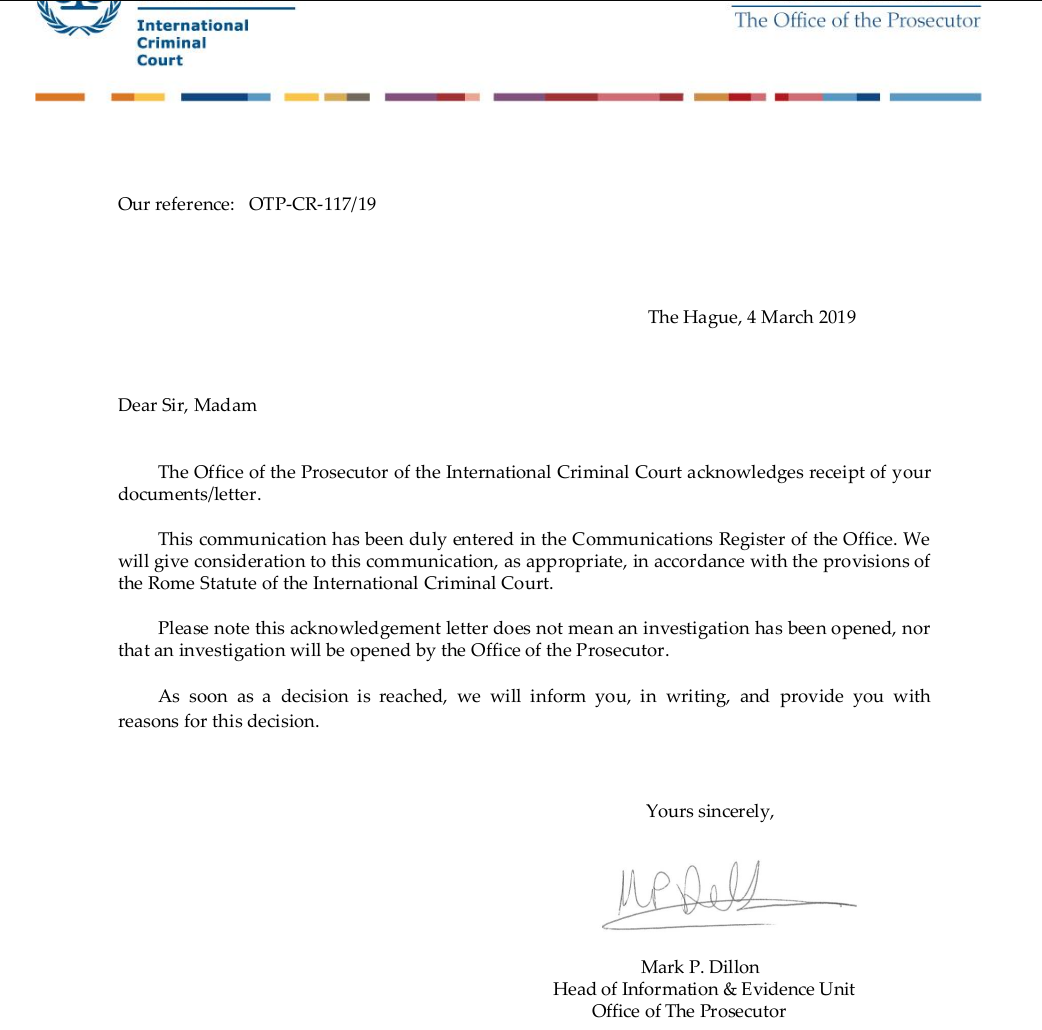 International
Criminal
Court
The Office of the Prosecutor
Our reference: OTP-CR-117/19
The Hague, 4 March 2019
Dear Sir, Madam
The Office of the Prosecutor of the International Criminal Court acknowledges receipt of your
documents/letter.
This communication has been duly entered in the Communications Register of the Office. We
will give consideration to this communication, as appropriate, in accordance with the provisions of
the Rome Statute of the International Criminal Court.
Please note this acknowledgement letter does not mean an investigation has been opened, nor
that an investigation will be opened by the Office of the Prosecutor.
As soon as a decision is reached, we will inform you, in writing, and provide you with
reasons for this decision.
Yours sincerely,
Mark P. Dillon
Head of Information & Evidence Unit
Office of The Prosecutor